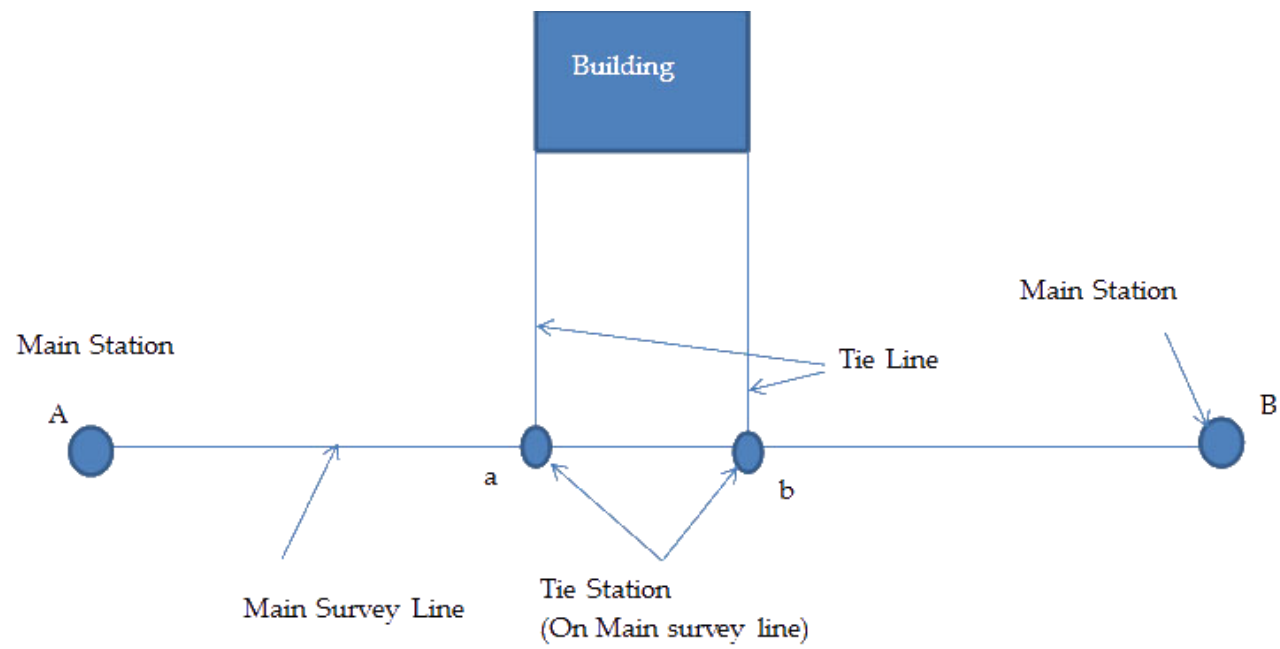 Building
Main Station
Main Station
Tie Line
A
B
a
b
Tie Station
(On Main survey line)
Main Survey Line